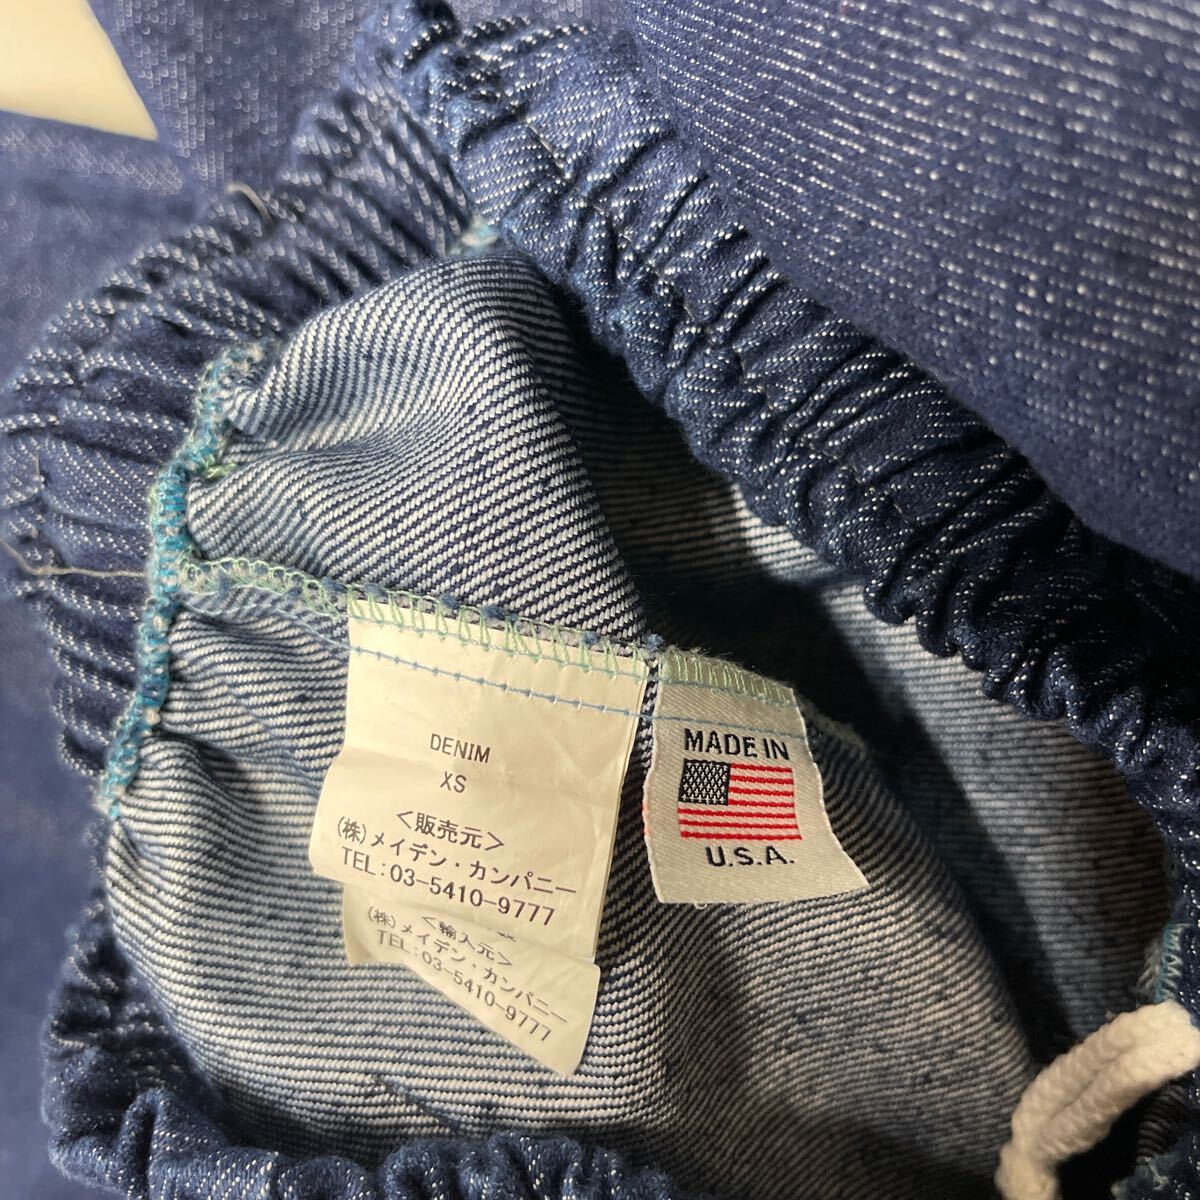 DENIM
XS
<販売元>
(株)メイデン・カンパニー
TEL:03-5410-9777
<輸入元>
(株)メイデン・カンパニー
TEL:03-5410-9777
MADE IN
U.S.A.